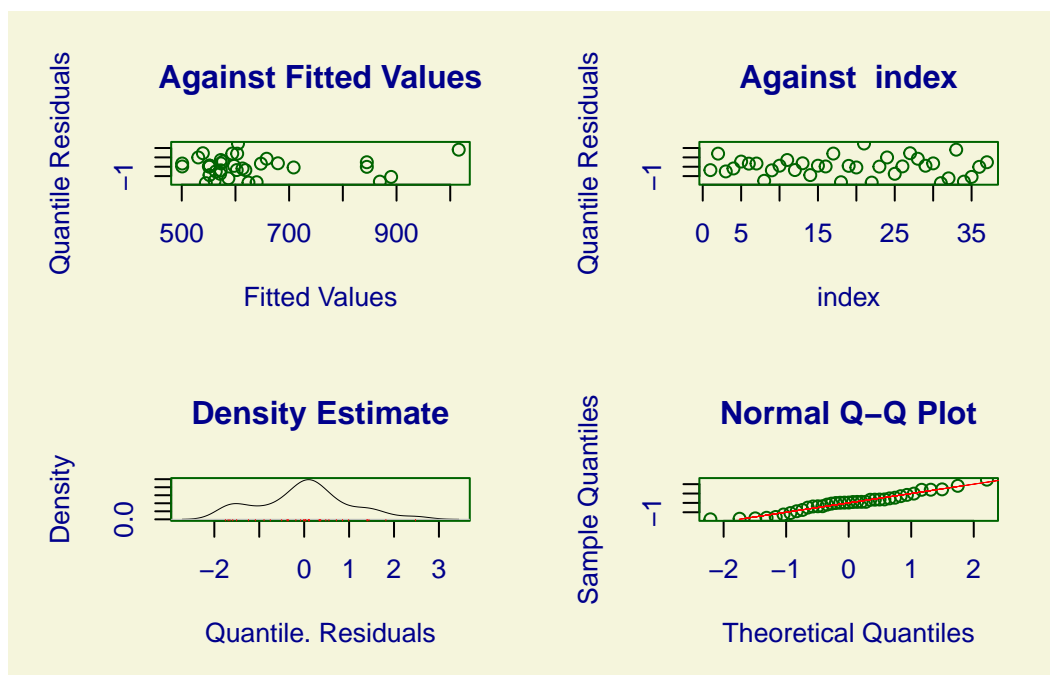 Against Fitted Values
Quantile Residuals
−1
500 700 900
Fitted Values
Against  index
Quantile Residuals
−1
0 5 15 25 35
index
Density Estimate
Density
0.0
−2 0 1 2 3
Quantile. Residuals
Normal Q−Q Plot
Sample Quantiles
−1
−2 −1 0 1 2
Theoretical Quantiles